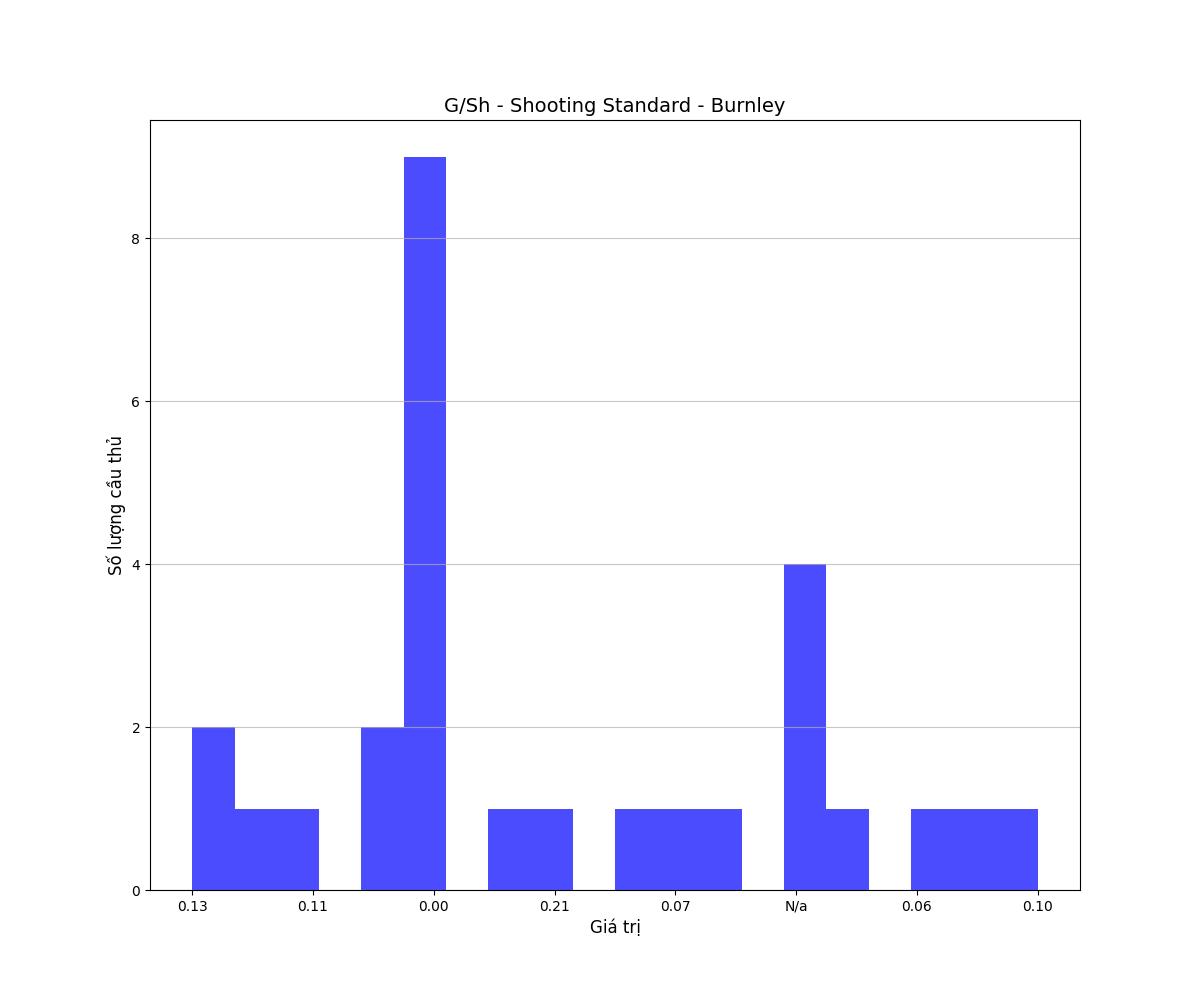 G/Sh - Shooting Standard - Burnley
Số lượng cầu thủ
8
6
4
2
0
0.13 0.11 0.00 0.21 0.07 N/a 0.06 0.10
Giá trị